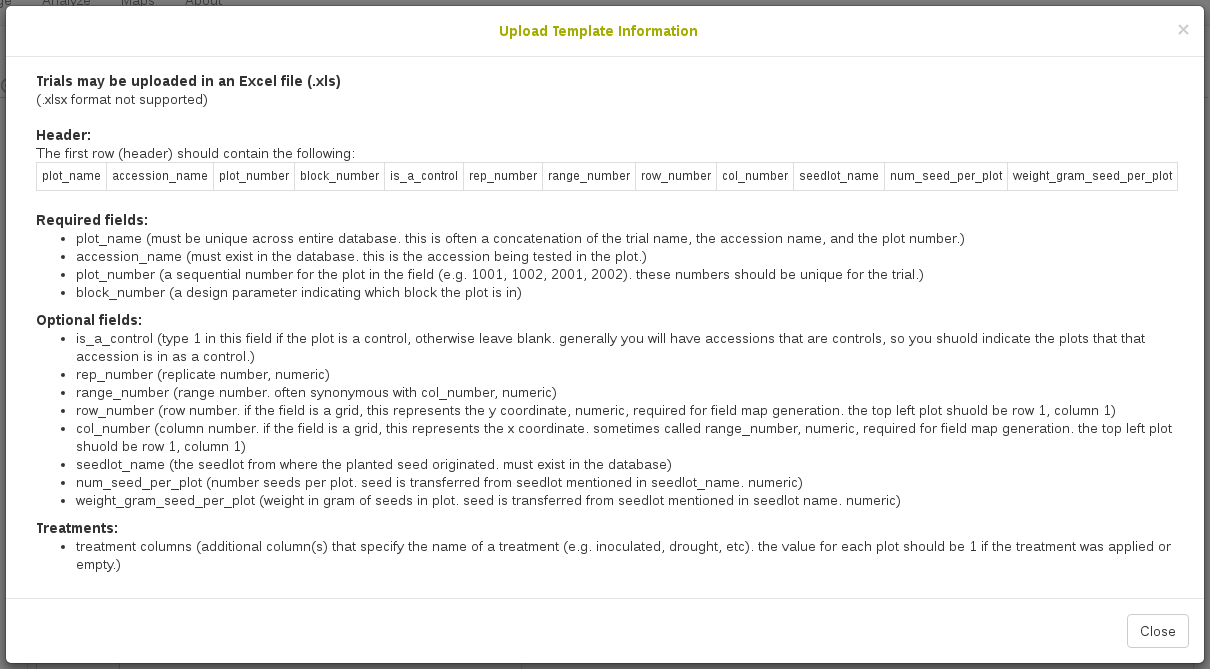 Analyze Maps About
Upload Template Information
×
Trials may be uploaded in an Excel file (.xls)
(.xlsx format not supported)
Header:
The first row (header) should contain the following:
plot_name accession_name plot_number block_number is_a_control rep_number range_number row_number col_number seedlot_name num_seed_per_plot weight_gram_seed_per_plot
Required fields:
• plot_name (must be unique across entire database. this is often a concatenation of the trial name, the accession name, and the plot number.)
• accession_name (must exist in the database. this is the accession being tested in the plot.)
• plot_number (a sequential number for the plot in the field (e.g. 1001, 1002, 2001, 2002). these numbers should be unique for the trial.)
• block_number (a design parameter indicating which block the plot is in)
Optional fields:
• is_a_control (type 1 in this field if the plot is a control, otherwise leave blank. generally you will have accessions that are controls, so you shuold indicate the plots that that
accession is in as a control.)
• rep_number (replicate number, numeric)
• range_number (range number. often synonymous with col_number, numeric)
• row_number (row number. if the field is a grid, this represents the y coordinate, numeric, required for field map generation. the top left plot shuold be row 1, column 1)
• col_number (column number. if the field is a grid, this represents the x coordinate. sometimes called range_number, numeric, required for field map generation. the top left plot
shuold be row 1, column 1)
• seedlot_name (the seedlot from where the planted seed originated. must exist in the database)
• num_seed_per_plot (number seeds per plot. seed is transferred from seedlot mentioned in seedlot_name. numeric)
• weight_gram_seed_per_plot (weight in gram of seeds in plot. seed is transferred from seedlot mentioned in seedlot name. numeric)
Treatments:
• treatment columns (additional column(s) that specify the name of a treatment (e.g. inoculated, drought, etc). the value for each plot should be 1 if the treatment was applied or
empty.)
Close